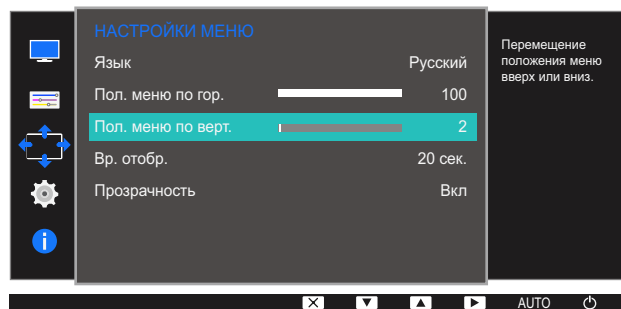 НАСТРОЙКИ МЕНЮ
Язык Русский
Пол. меню по гор. 100
Пол. меню по верт. 2
Вр. отобр. 20 сек.
Прозрачность Вкл
Перемещение
положения меню
вверх или вниз.
AUTO